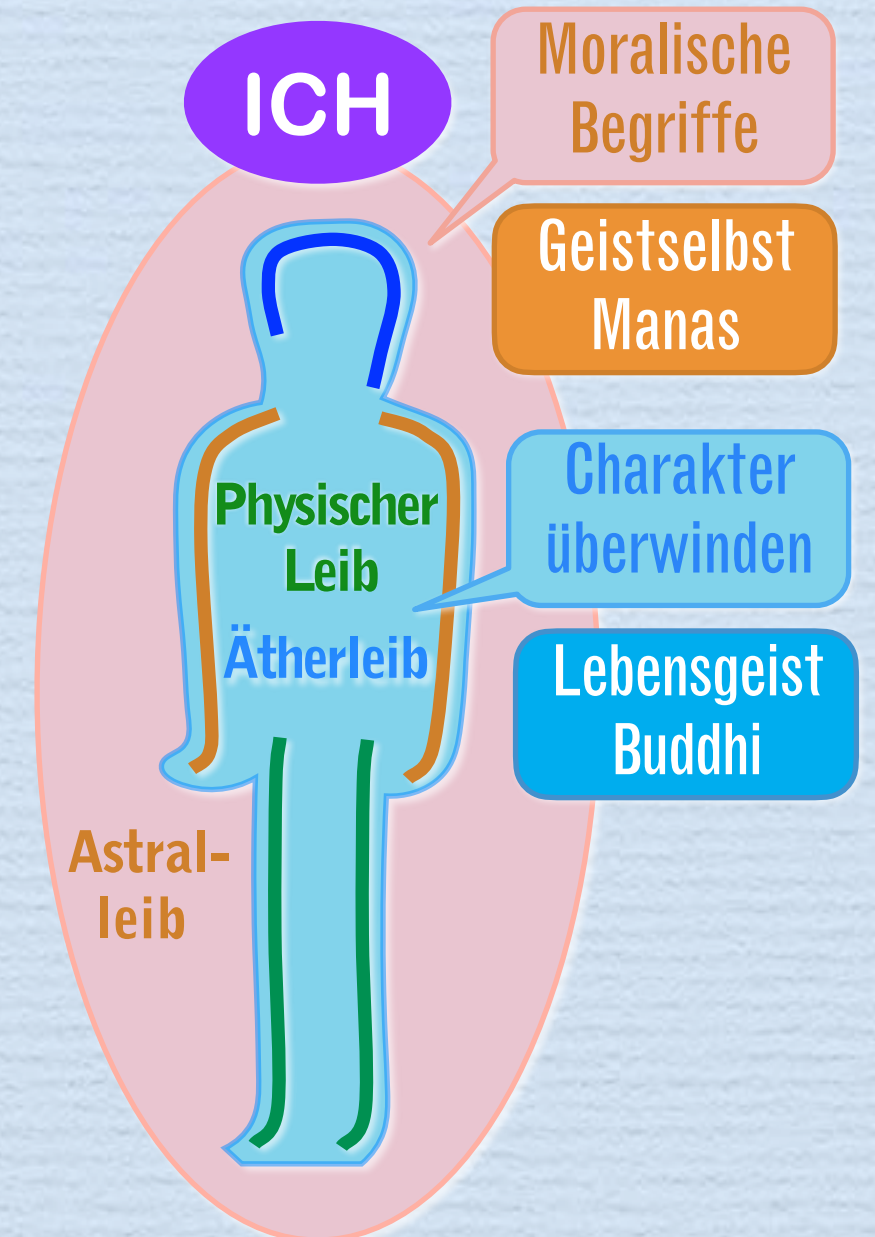 ICH
Moralische
Begriffe
Geistselbst
Manas
Charakter
überwinden
Physischer
Leib
Ätherleib
Lebensgeist
Buddhi
Astral-
leib